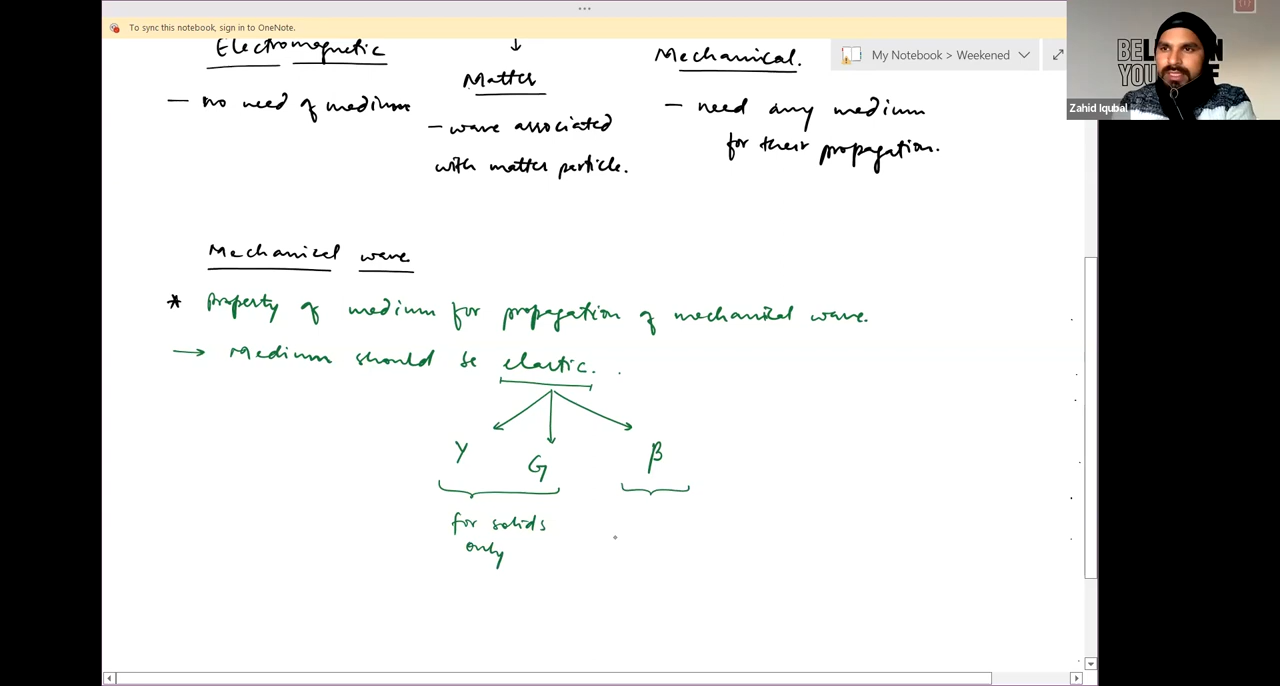 To sync this notebook, sign in to OneNote.
My Notebook > Weekened
Zahid Iqubal
Electromagnetic
- no need of medium
↓
Matter
- wave associated
with matter particle.
Mechanical.
- need any medium
for their propagation.
Mechanical wave
* Property of medium for propagation of mechanical wave.
→ Medium should be elastic.
Y G β
for solids
only